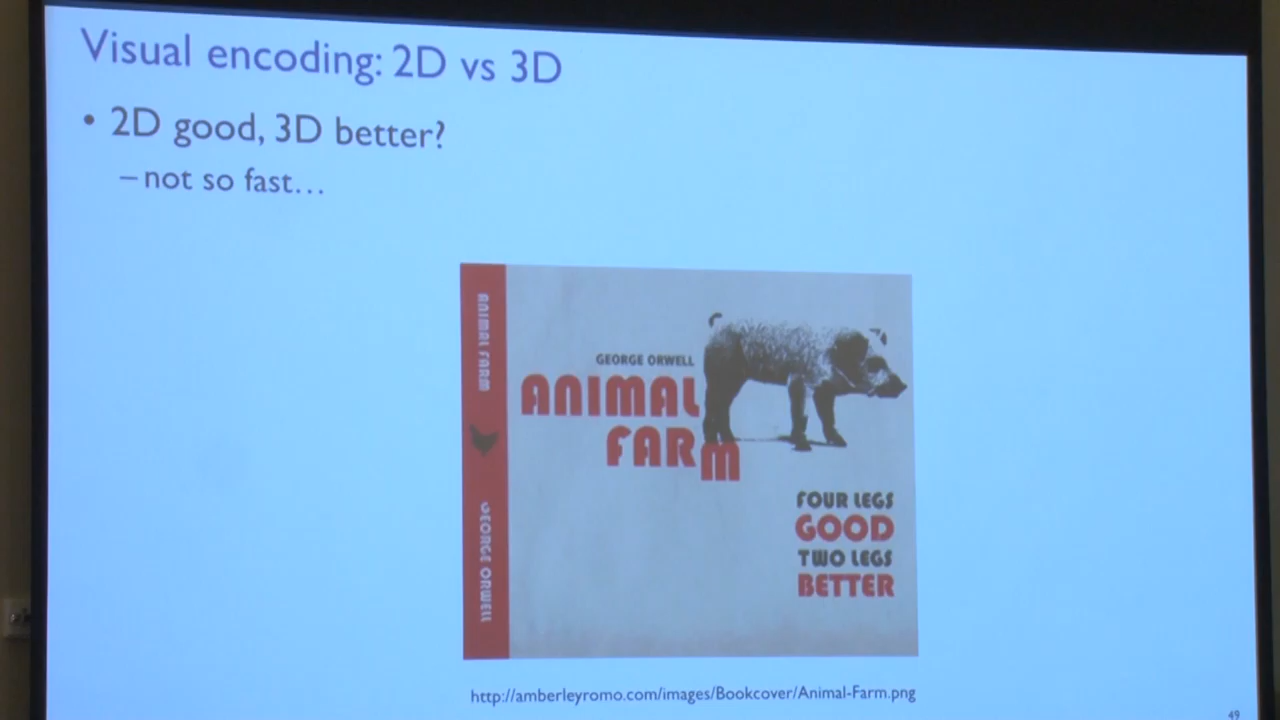 Visual encoding: 2D vs 3D
• 2D good, 3D better?
– not so fast…
ANIMAL FARM
GEORGE ORWELL
GEORGE ORWELL
ANIMAL
FARM
FOUR LEGS
GOOD
TWO LEGS
BETTER
http://amberleyromo.com/images/Bookcover/Animal-Farm.png
49